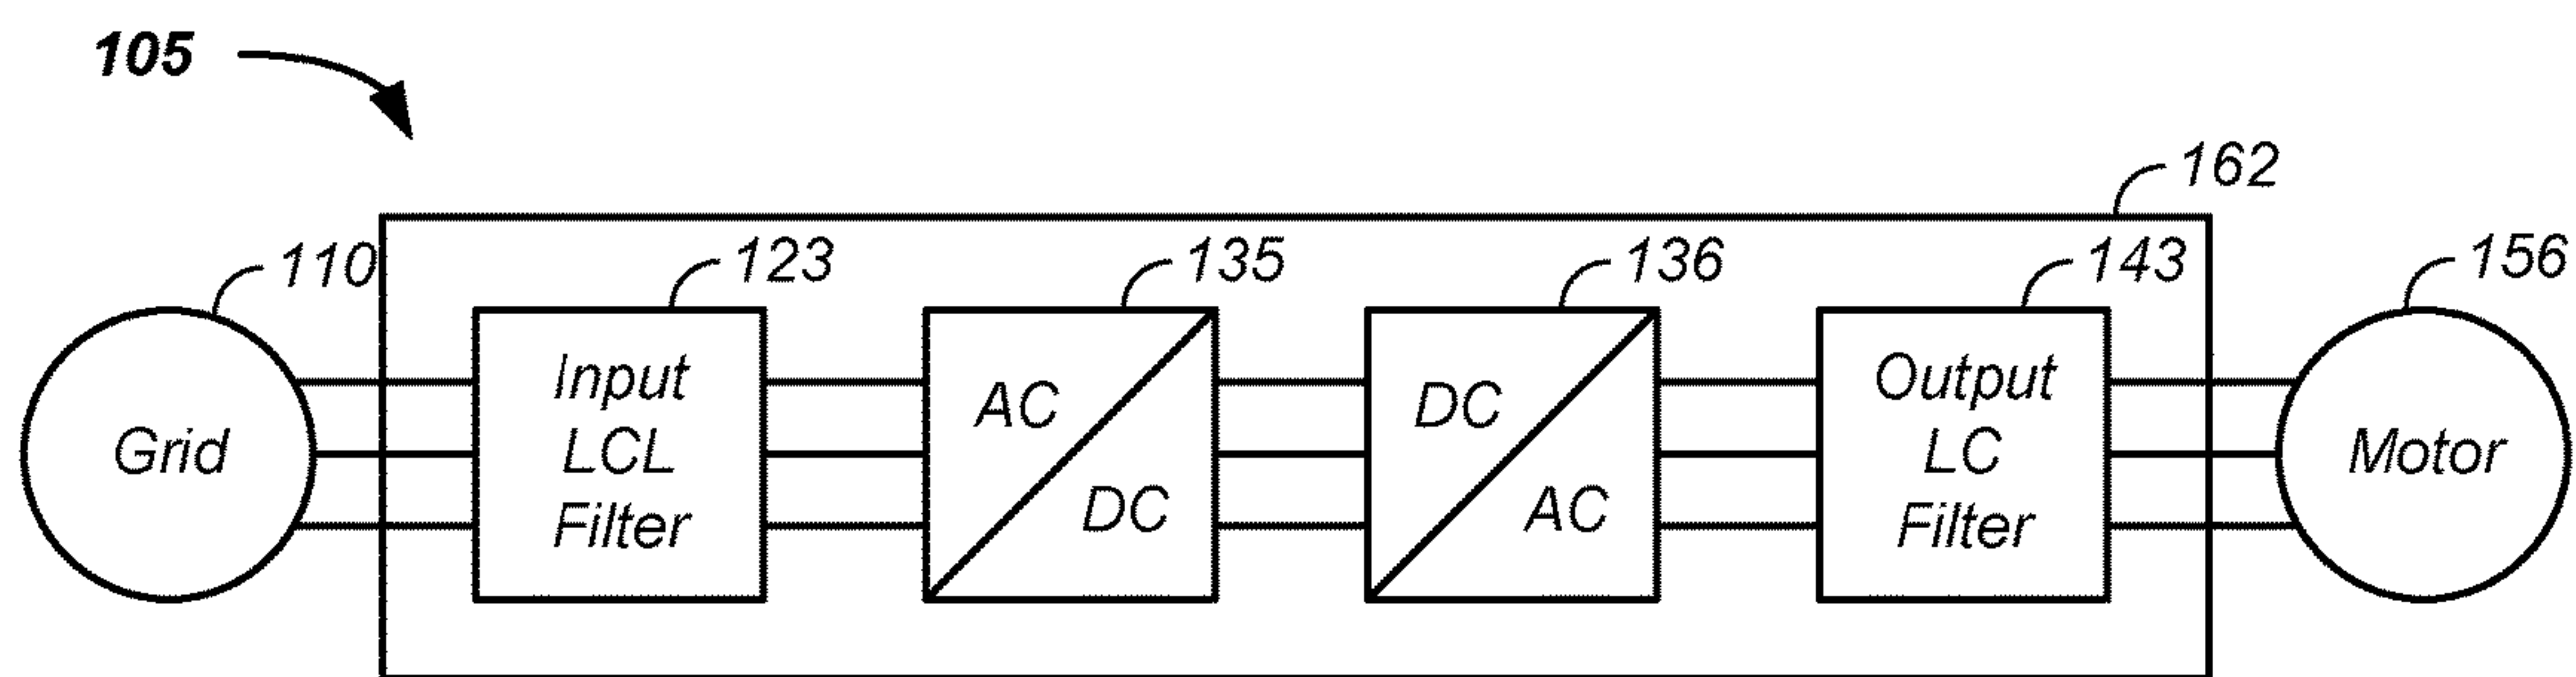 105
162
110
123
135
136
143
156
Grid
Input
LCL
Filter
AC
DC
DC
AC
Output
LC
Filter
Motor